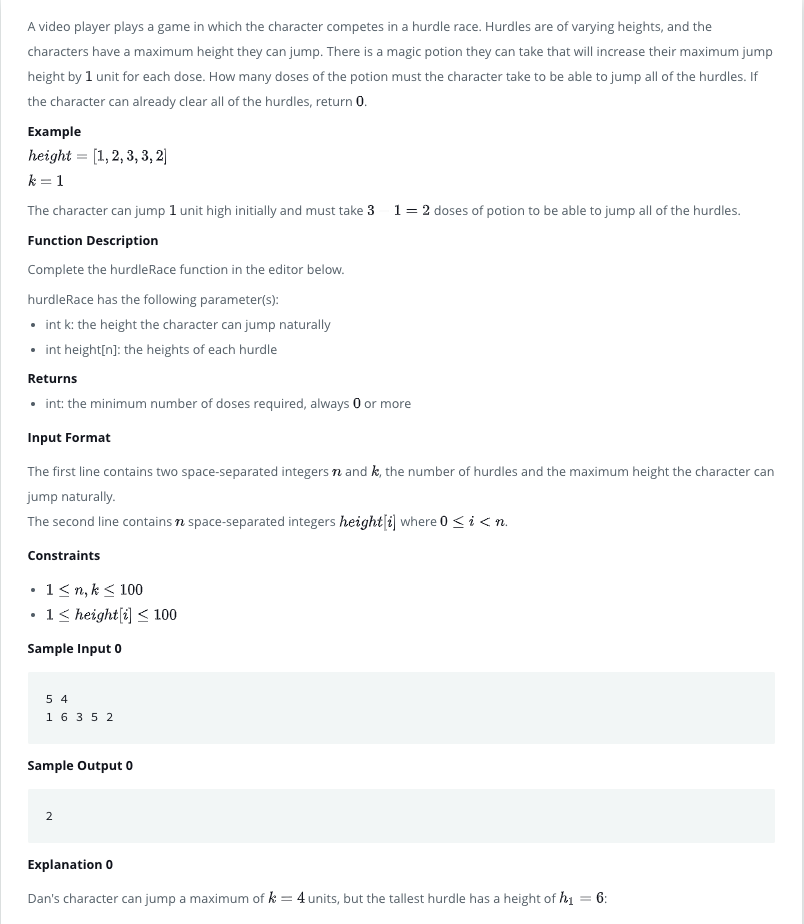 A video player plays a game in which the character competes in a hurdle race. Hurdles are of varying heights, and the
characters have a maximum height they can jump. There is a magic potion they can take that will increase their maximum jump
height by 1 unit for each dose. How many doses of the potion must the character take to be able to jump all of the hurdles. If
the character can already clear all of the hurdles, return 0.
Example
height = [1, 2, 3, 3, 2]
k = 1
The character can jump 1 unit high initially and must take 3 1 = 2 doses of potion to be able to jump all of the hurdles.
Function Description
Complete the hurdleRace function in the editor below.
hurdleRace has the following parameter(s):
• int k: the height the character can jump naturally
• int height[n]: the heights of each hurdle
Returns
• int: the minimum number of doses required, always 0 or more
Input Format
The first line contains two space-separated integers n and k, the number of hurdles and the maximum height the character can
jump naturally.
The second line contains n space-separated integers height[i] where 0 ≤ i < n.
Constraints
• 1 ≤ n, k ≤ 100
• 1 ≤ height[i] ≤ 100
Sample Input 0
5 4
1 6 3 5 2
Sample Output 0
2
Explanation 0
Dan's character can jump a maximum of k = 4 units, but the tallest hurdle has a height of h₁ = 6: